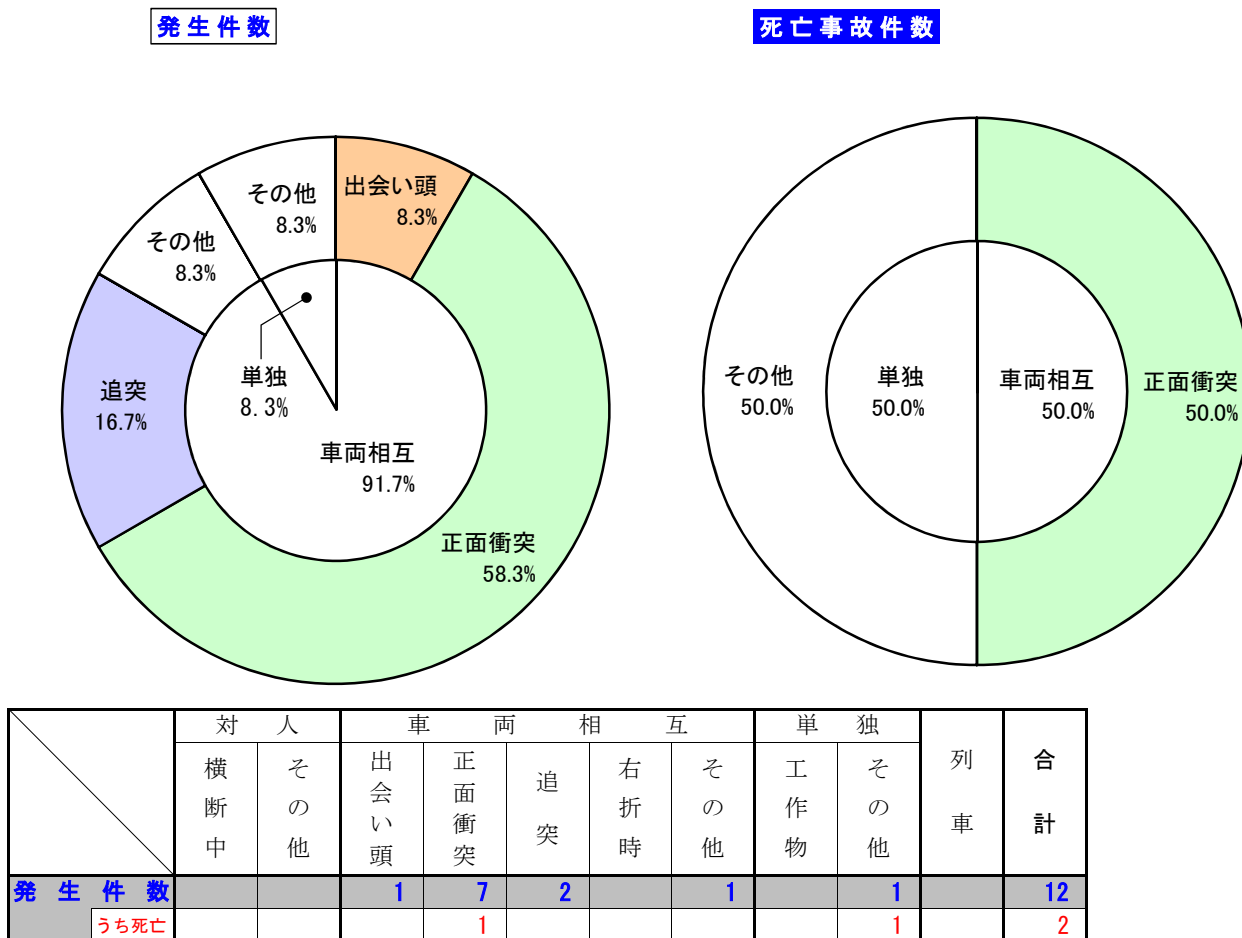 発生件数
死亡事故件数
その他
8.3%
出会い頭
8.3%
その他
8.3%
追突
16.7%
単独
8.3%
車両相互
91.7%
正面衝突
58.3%
その他
50.0%
単独
50.0%
車両相互
50.0%
正面衝突
50.0%
対人 車両相互 単独 列車 合計
横断中 その他 出会い頭 正面衝突 追突 右折時 その他 工作物 その他
発生件数 1 7 2 1 1 12
うち死亡 1 1 2